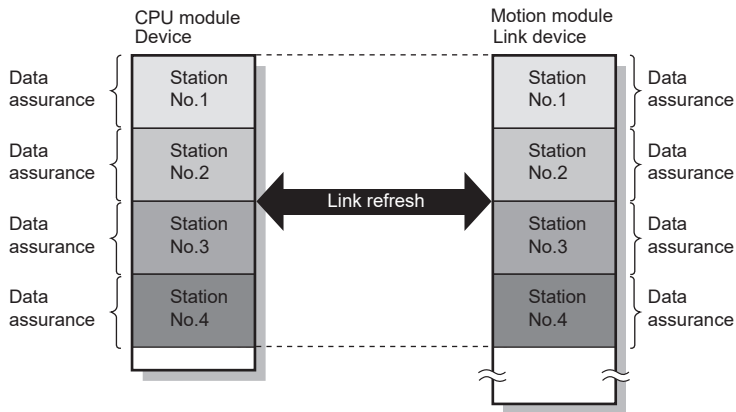 CPU module
Device
Motion module
Link device
Data
assurance
Station
No.1
Station
No.1
Data
assurance
Data
assurance
Station
No.2
Station
No.2
Data
assurance
Link refresh
Data
assurance
Station
No.3
Station
No.3
Data
assurance
Data
assurance
Station
No.4
Station
No.4
Data
assurance